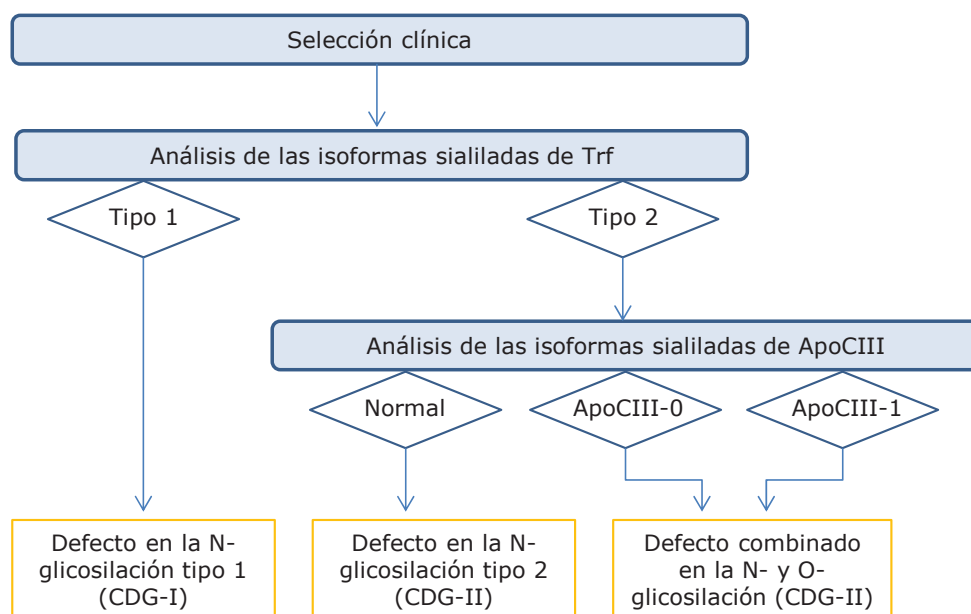 Selección clínica
Análisis de las isoformas sialiladas de Trf
Tipo 1
Tipo 2
Análisis de las isoformas sialiladas de ApoCIII
Normal
ApoCIII-0
ApoCIII-1
Defecto en la N-
glicosilación tipo 1
(CDG-I)
Defecto en la N-
glicosilación tipo 2
(CDG-II)
Defecto combinado
en la N- y O-
glicosilación (CDG-II)